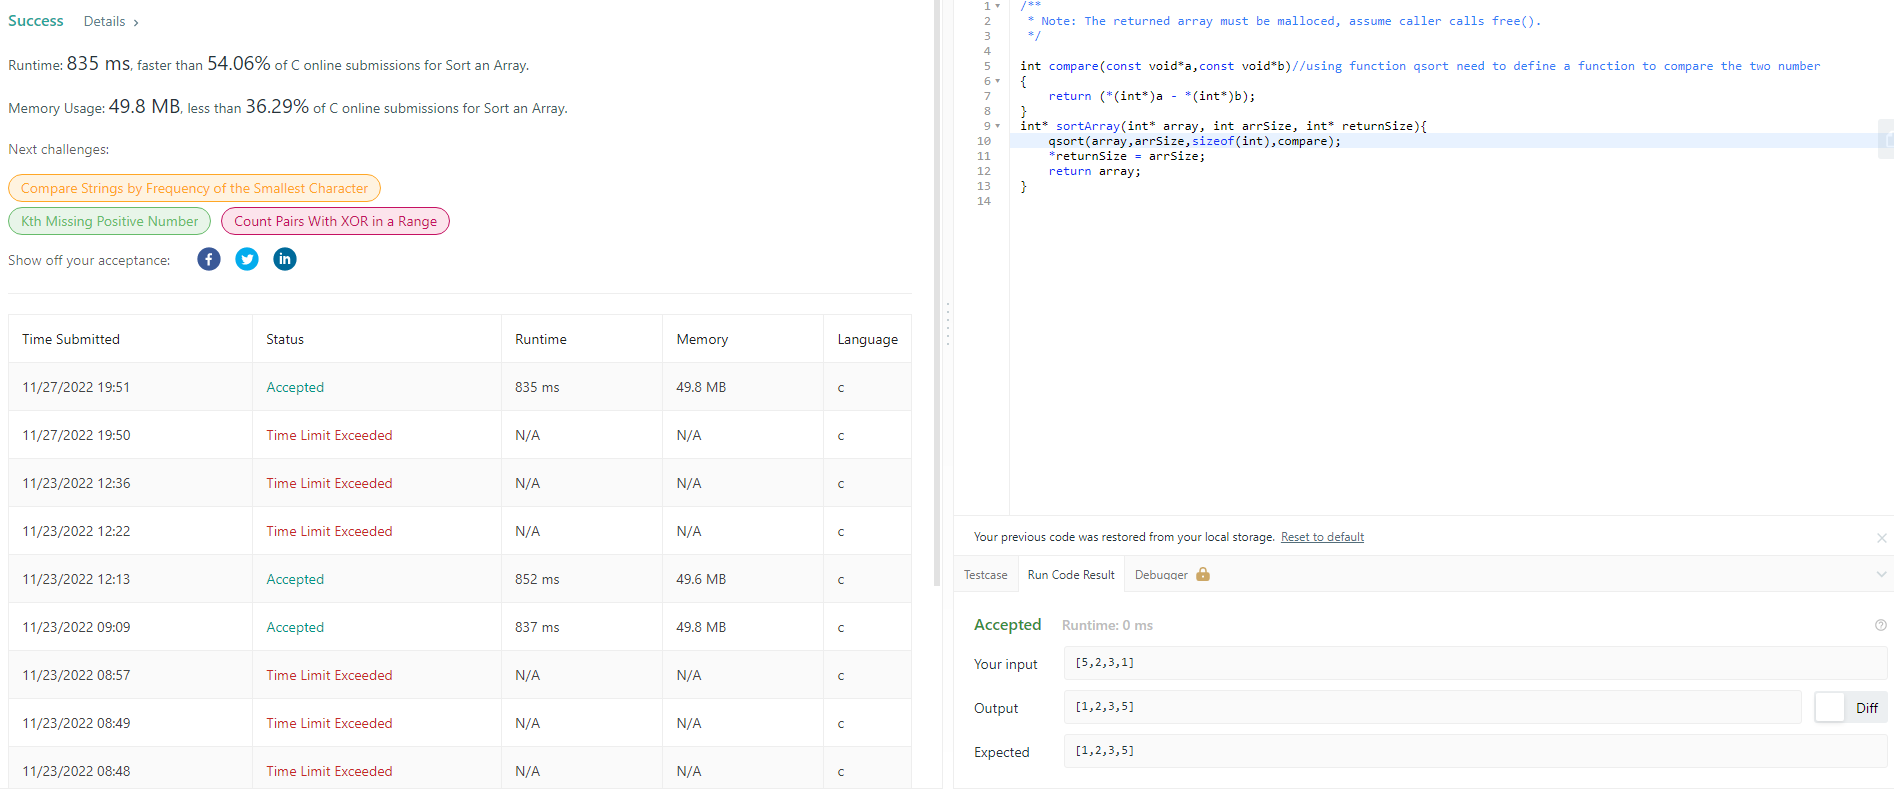 Success Details >
Runtime: 835 ms, faster than 54.06% of C online submissions for Sort an Array.
Memory Usage: 49.8 MB, less than 36.29% of C online submissions for Sort an Array.
Next challenges:
Compare Strings by Frequency of the Smallest Character
Kth Missing Positive Number Count Pairs With XOR in a Range
Show off your acceptance: f in
Time Submitted Status Runtime Memory Language
11/27/2022 19:51 Accepted 835 ms 49.8 MB c
11/27/2022 19:50 Time Limit Exceeded N/A N/A c
11/23/2022 12:36 Time Limit Exceeded N/A N/A c
11/23/2022 12:22 Time Limit Exceeded N/A N/A c
11/23/2022 12:13 Accepted 852 ms 49.6 MB c
11/23/2022 09:09 Accepted 837 ms 49.8 MB c
11/23/2022 08:57 Time Limit Exceeded N/A N/A c
11/23/2022 08:49 Time Limit Exceeded N/A N/A c
11/23/2022 08:48 Time Limit Exceeded N/A N/A c
1 /**
2  * Note: The returned array must be malloced, assume caller calls free().
3  */
4
5 int compare(const void*a,const void*b)//using function qsort need to define a function to compare the two number
6 {
7     return (*(int*)a - *(int*)b);
8 }
9 int* sortArray(int* array, int arrSize, int* returnSize){
10     qsort(array,arrSize,sizeof(int),compare);
11     *returnSize = arrSize;
12     return array;
13 }
14
Your previous code was restored from your local storage. Reset to default
Testcase Run Code Result Debugger
Accepted Runtime: 0 ms
Your input [5,2,3,1]
Output [1,2,3,5] Diff
Expected [1,2,3,5]